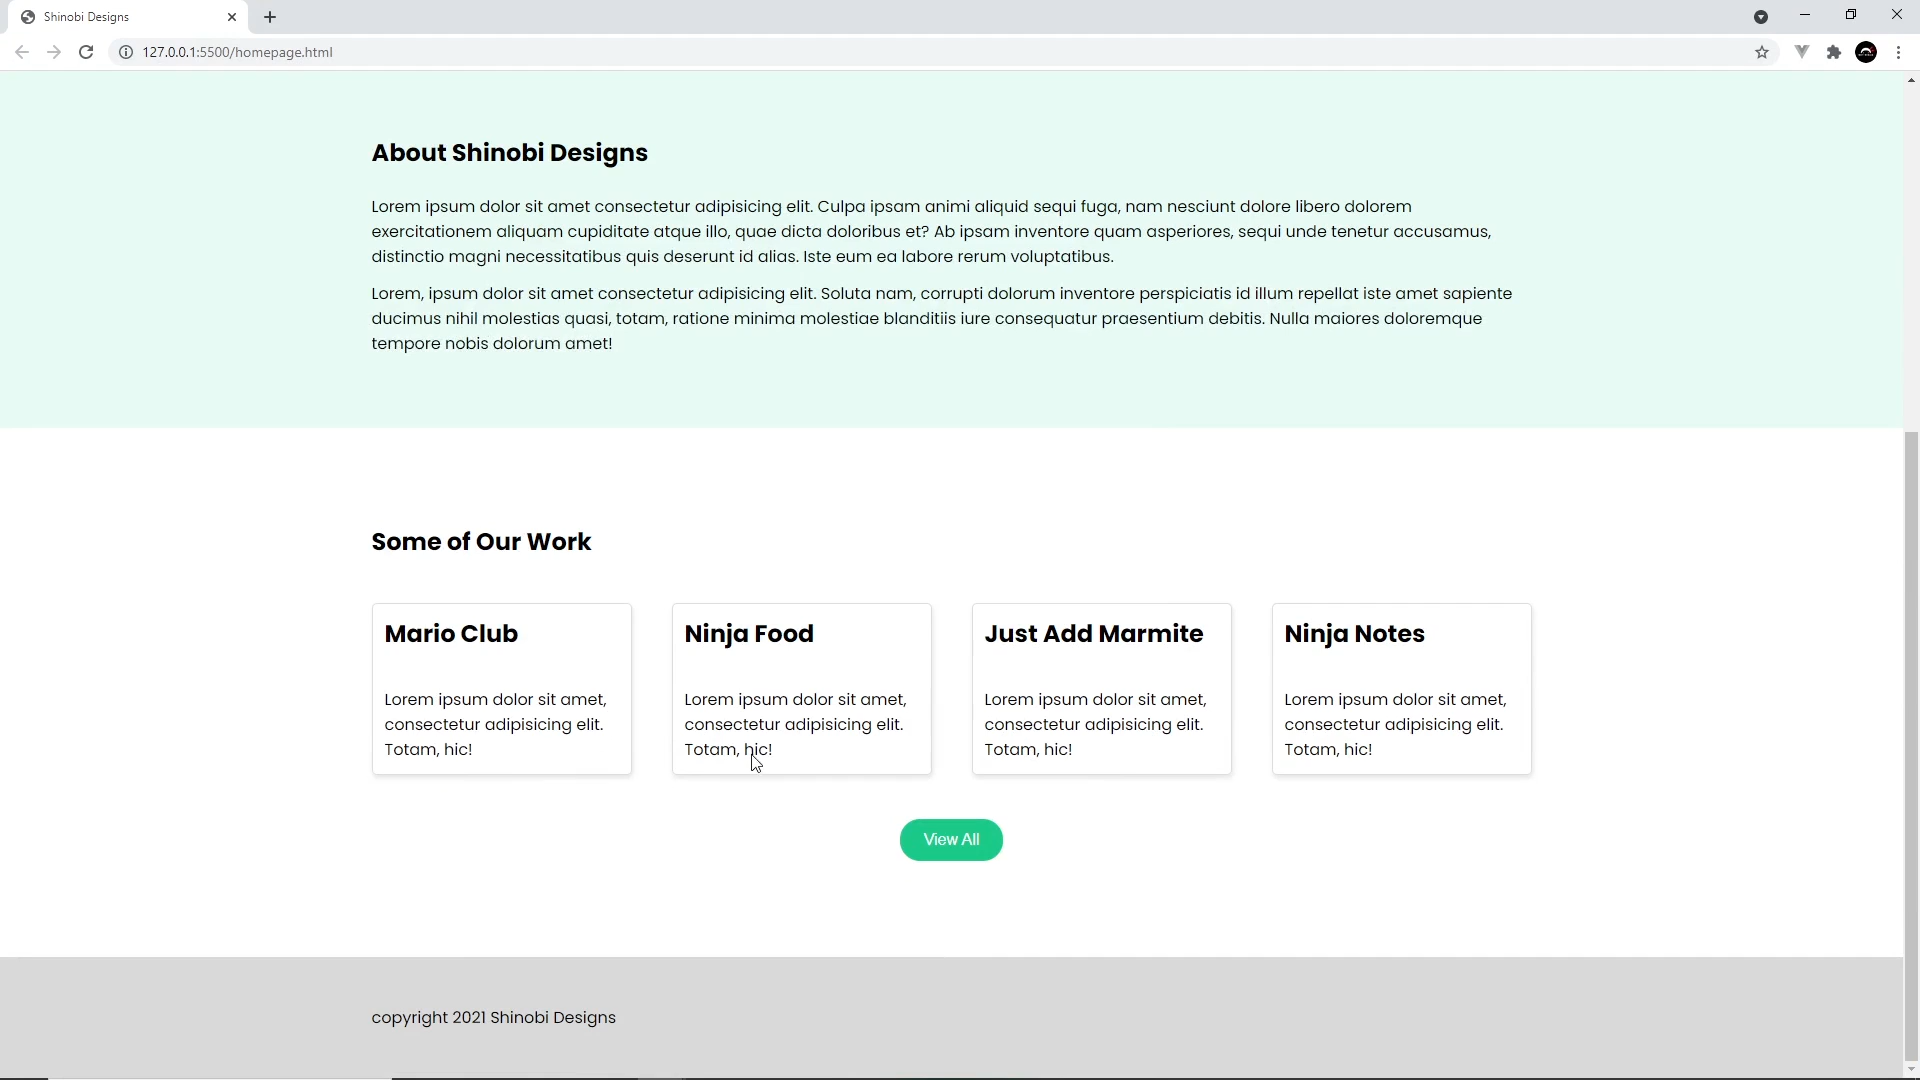 Shinobi Designs
127.0.0.1:5500/homepage.html
About Shinobi Designs
Lorem ipsum dolor sit amet consectetur adipisicing elit. Culpa ipsam animi aliquid sequi fuga, nam nesciunt dolore libero dolorem
exercitationem aliquam cupiditate atque illo, quae dicta doloribus et? Ab ipsam inventore quam asperiores, sequi unde tenetur accusamus,
distinctio magni necessitatibus quis deserunt id alias. Iste eum ea labore rerum voluptatibus.
Lorem, ipsum dolor sit amet consectetur adipisicing elit. Soluta nam, corrupti dolorum inventore perspiciatis id illum repellat iste amet sapiente
ducimus nihil molestias quasi, totam, ratione minima molestiae blanditiis iure consequatur praesentium debitis. Nulla maiores doloremque
tempore nobis dolorum amet!
Some of Our Work
Mario Club
Lorem ipsum dolor sit amet,
consectetur adipisicing elit.
Totam, hic!
Ninja Food
Lorem ipsum dolor sit amet,
consectetur adipisicing elit.
Totam, hic!
Just Add Marmite
Lorem ipsum dolor sit amet,
consectetur adipisicing elit.
Totam, hic!
Ninja Notes
Lorem ipsum dolor sit amet,
consectetur adipisicing elit.
Totam, hic!
View All
copyright 2021 Shinobi Designs